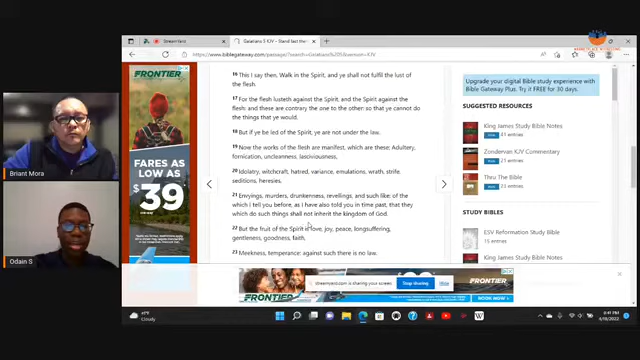 Streamfans
Galatians 5 KJV - Stand fast ther
https://www.biblegateway.com/passage/?search=Galatians%205&version=KJV
FRONTIER
FARES AS
LOW AS
$39
16 This I say then, Walk in the Spirit, and ye shall not fulfil the lust of
the flesh.
17 For the flesh lusteth against the Spirit, and the Spirit against the
flesh: and these are contrary the one to the other: so that ye cannot do
the things that ye would.
18 But if ye be led of the Spirit, ye are not under the law.
19 Now the works of the flesh are manifest, which are these; Adultery,
fornication, uncleanness, lasciviousness,
20 Idolatry, witchcraft, hatred, variance, emulations, wrath, strife,
seditions, heresies,
21 Envyings, murders, drunkenness, revellings, and such like: of the
which I tell you before, as I have also told you in time past, that they
which do such things shall not inherit the kingdom of God.
22 But the fruit of the Spirit is love, joy, peace, longsuffering,
gentleness, goodness, faith,
23 Meekness, temperance: against such there is no law.
Upgrade your digital Bible study experience with
Bible Gateway Plus. Try it FREE for 30 days.
SUGGESTED RESOURCES
King James Study Bible Notes
Zondervan KJV Commentary
Thru The Bible
STUDY BIBLES
ESV Reformation Study Bible
15 entries
Briant Mora
Odain S
streamyard.com is sharing your screen.
Stop sharing
Hide
FRONTIER
BOOK NOW
Cloudy
4/18/2022